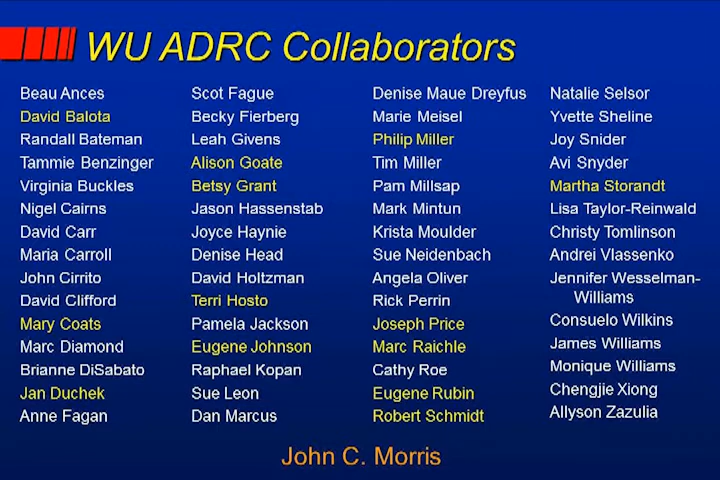 WU ADRC Collaborators
Beau Ances
David Balota
Randall Bateman
Tammie Benzinger
Virginia Buckles
Nigel Cairns
David Carr
Maria Carroll
John Cirrito
David Clifford
Mary Coats
Marc Diamond
Brianne DiSabato
Jan Duchek
Anne Fagan
Scot Fague
Becky Fierberg
Leah Givens
Alison Goate
Betsy Grant
Jason Hassenstab
Joyce Haynie
Denise Head
David Holtzman
Terri Hosto
Pamela Jackson
Eugene Johnson
Raphael Kopan
Sue Leon
Dan Marcus
Denise Maue Dreyfus
Marie Meisel
Philip Miller
Tim Miller
Pam Millsap
Mark Mintun
Krista Moulder
Sue Neidenbach
Angela Oliver
Rick Perrin
Joseph Price
Marc Raichle
Cathy Roe
Eugene Rubin
Robert Schmidt
Natalie Selsor
Yvette Sheline
Joy Snider
Avi Snyder
Martha Storandt
Lisa Taylor-Reinwald
Christy Tomlinson
Andrei Vlassenko
Jennifer Wesselman-
Williams
Consuelo Wilkins
James Williams
Monique Williams
Chengjie Xiong
Allyson Zazulia
John C. Morris